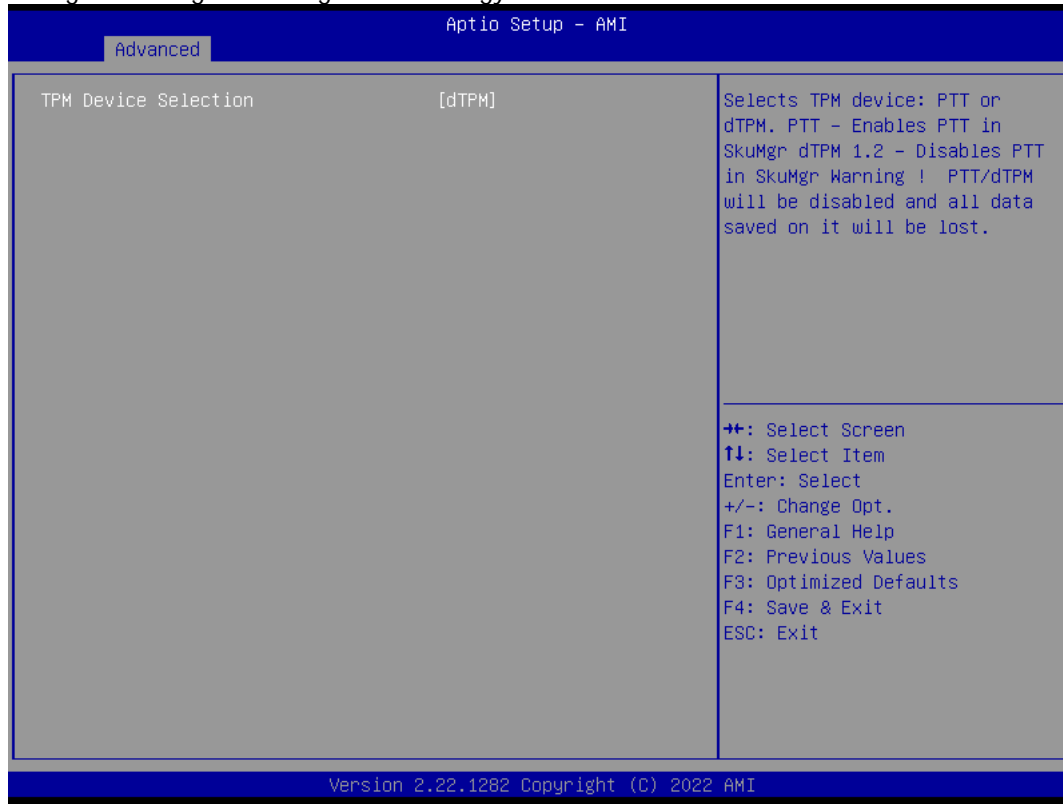 Aptio Setup – AMI
Advanced
TPM Device Selection [dTPM]
Selects TPM device: PTT or
dTPM. PTT – Enables PTT in
SkuMgr dTPM 1.2 – Disables PTT
in SkuMgr Warning ! PTT/dTPM
will be disabled and all data
saved on it will be lost.
→←: Select Screen
↑↓: Select Item
Enter: Select
+/-: Change Opt.
F1: General Help
F2: Previous Values
F3: Optimized Defaults
F4: Save & Exit
ESC: Exit
Version 2.22.1282 Copyright (C) 2022 AMI